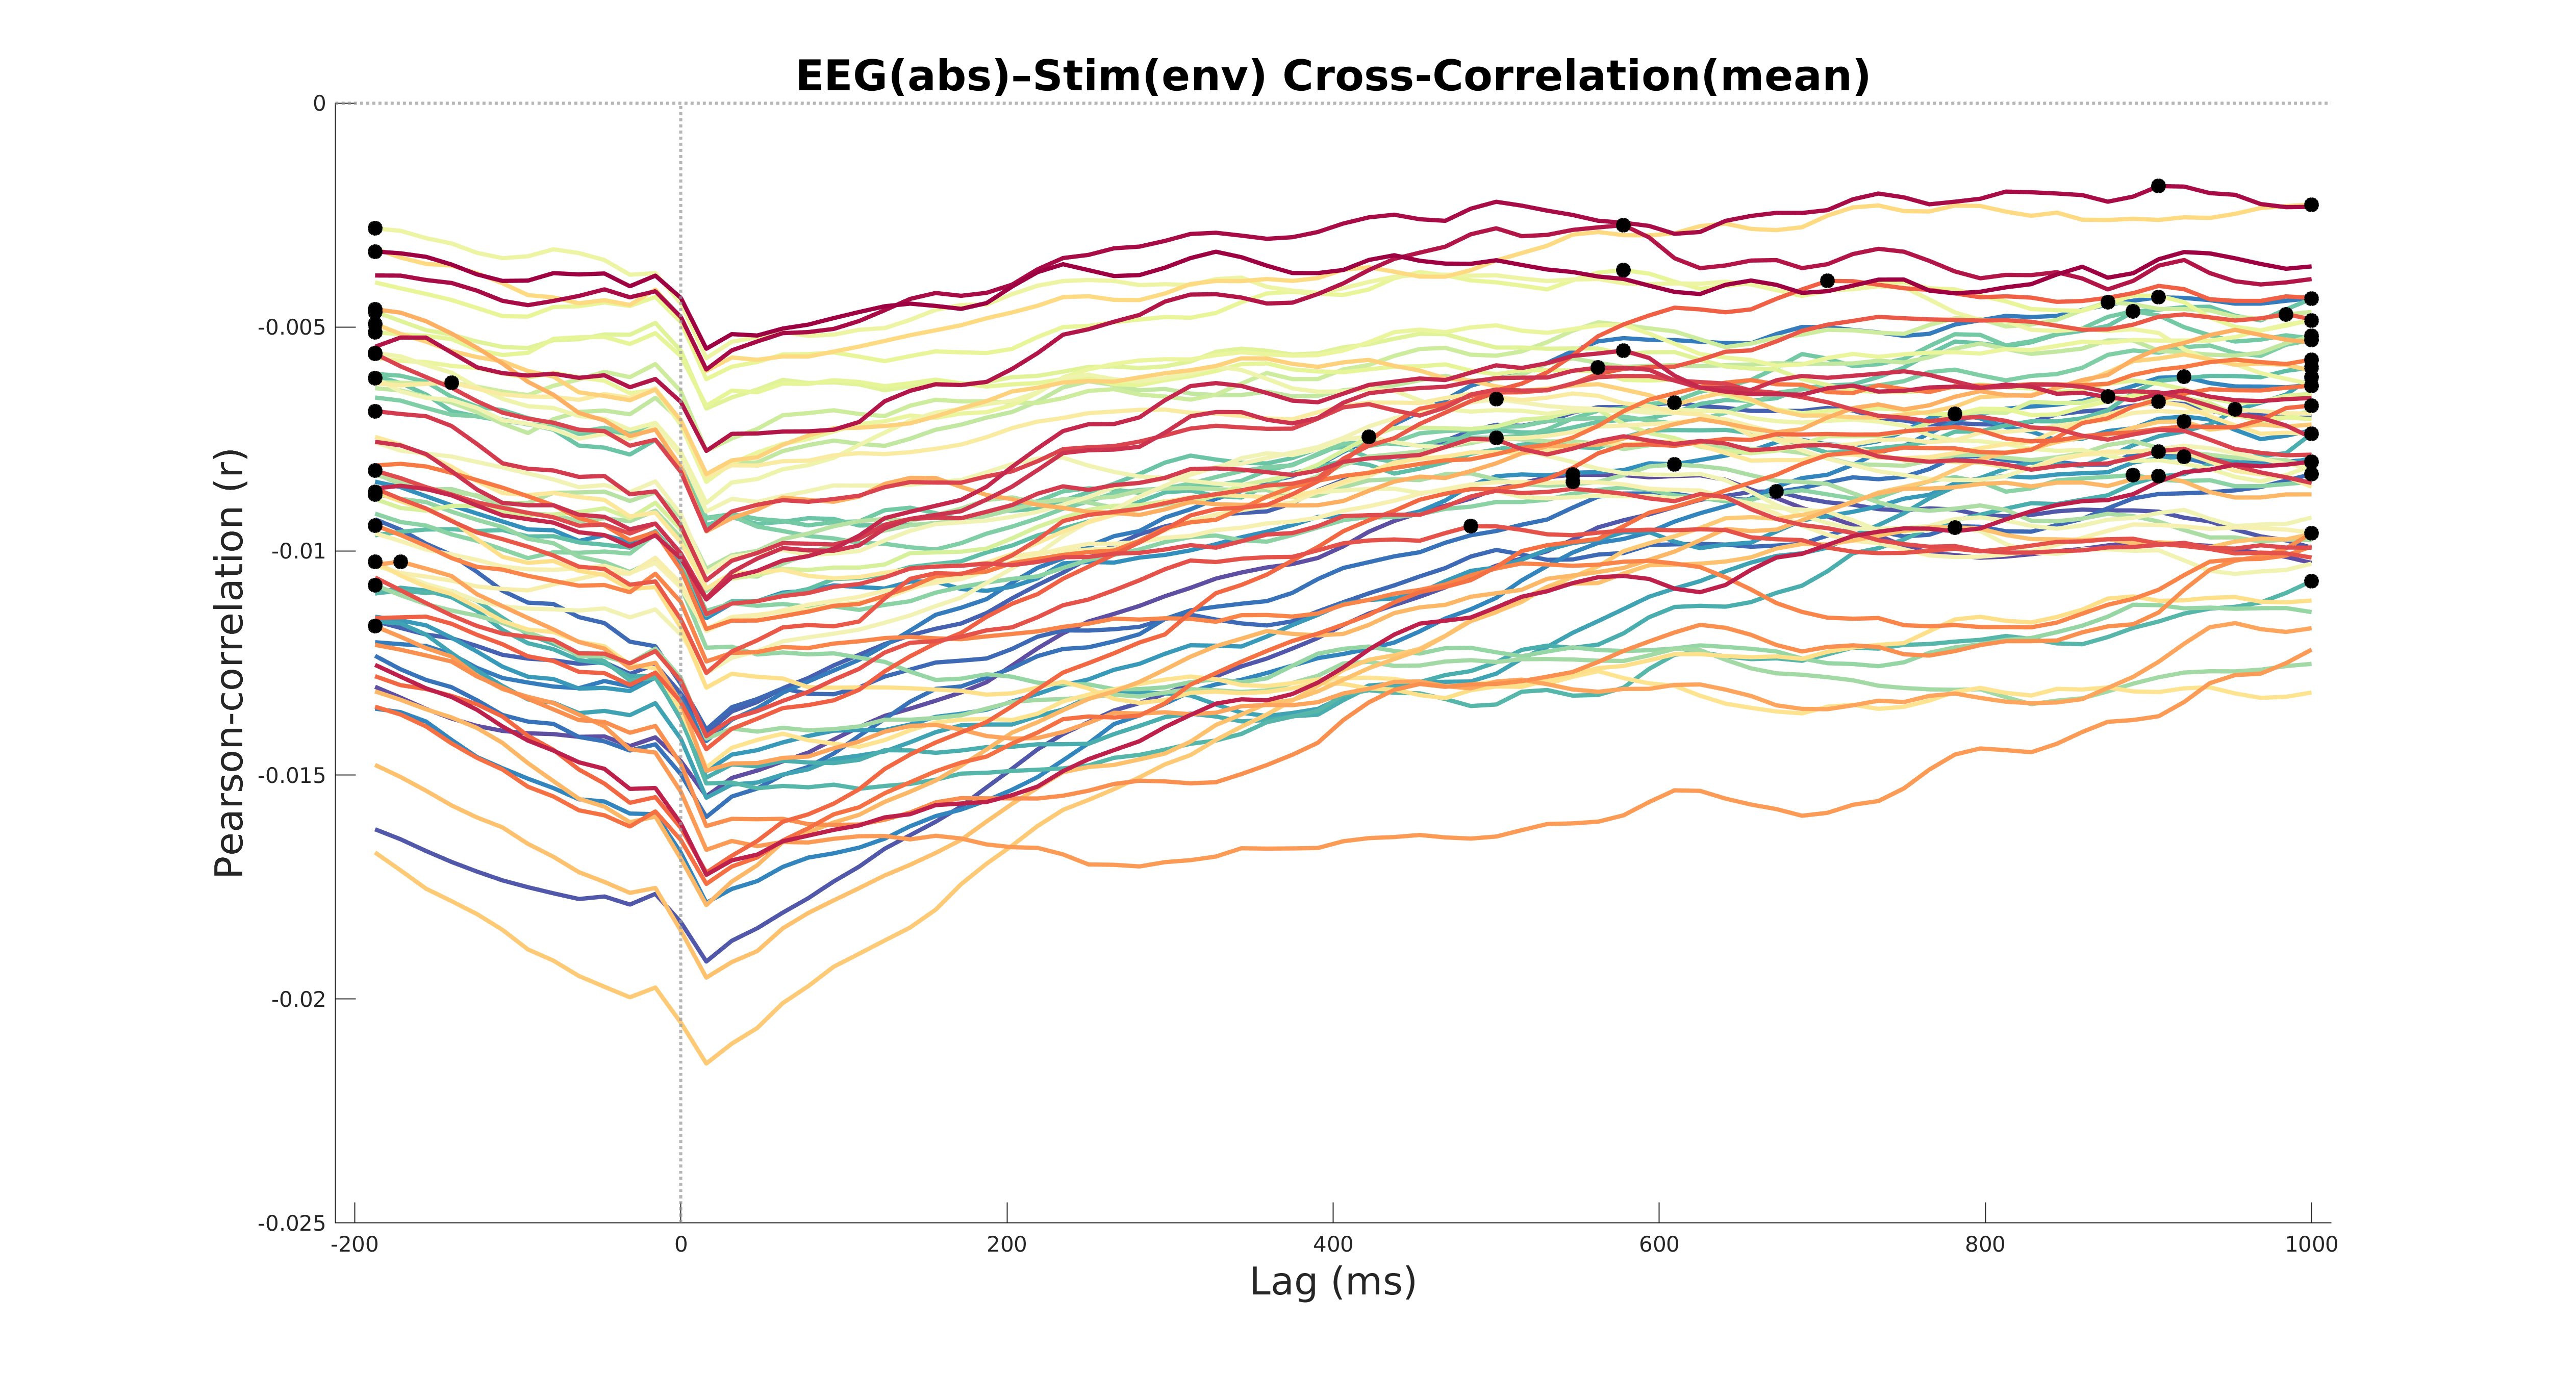 EEG(abs)–Stim(env) Cross-Correlation(mean)
0
-0.005
-0.01
-0.015
-0.02
-0.025
Pearson-correlation (r)
-200 0 200 400 600 800 1000
Lag (ms)